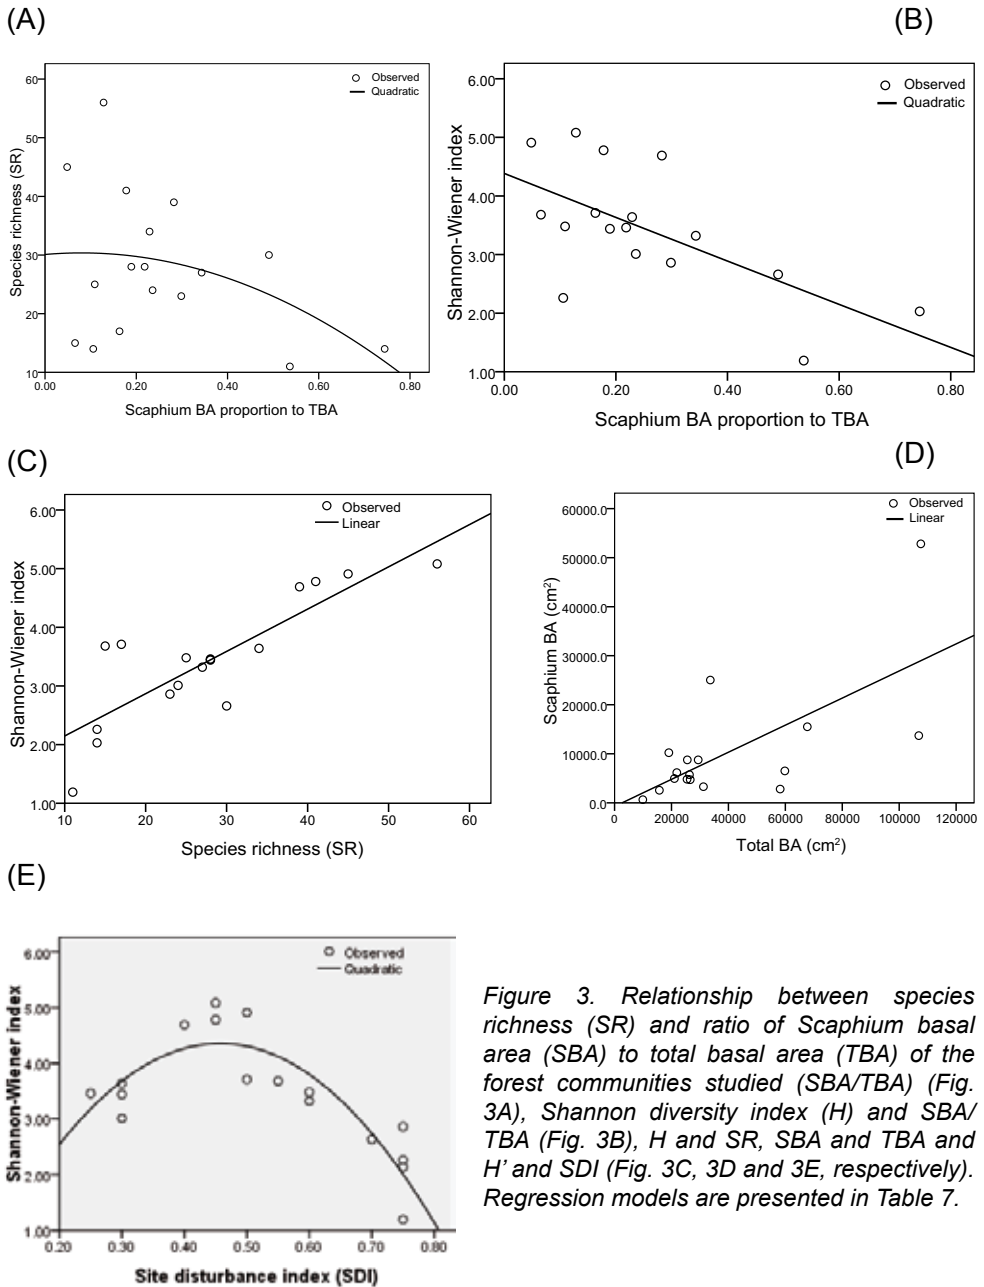 (A)
(B)
60
50
40
30
20
10
Species richness (SR)
Observed
Quadratic
0.00 0.20 0.40 0.60 0.80
Scaphium BA proportion to TBA
6.00
5.00
4.00
3.00
2.00
1.00
Shannon-Wiener index
Observed
Quadratic
0.00 0.20 0.40 0.60 0.80
Scaphium BA proportion to TBA
(C)
(D)
6.00
5.00
4.00
3.00
2.00
1.00
Shannon-Wiener index
Observed
Linear
10 20 30 40 50 60
Species richness (SR)
60000.0
50000.0
40000.0
30000.0
20000.0
10000.0
0.0
Scaphium BA (cm²)
Observed
Linear
0 20000 40000 60000 80000 100000 120000
Total BA (cm²)
(E)
6.00
5.00
4.00
3.00
2.00
1.00
Shannon-Wiener index
Observed
Quadratic
0.20 0.30 0.40 0.50 0.60 0.70 0.80
Site disturbance index (SDI)
Figure 3. Relationship between species
richness (SR) and ratio of Scaphium basal
area (SBA) to total basal area (TBA) of the
forest communities studied (SBA/TBA) (Fig.
3A), Shannon diversity index (H) and SBA/
TBA (Fig. 3B), H and SR, SBA and TBA and
H' and SDI (Fig. 3C, 3D and 3E, respectively).
Regression models are presented in Table 7.